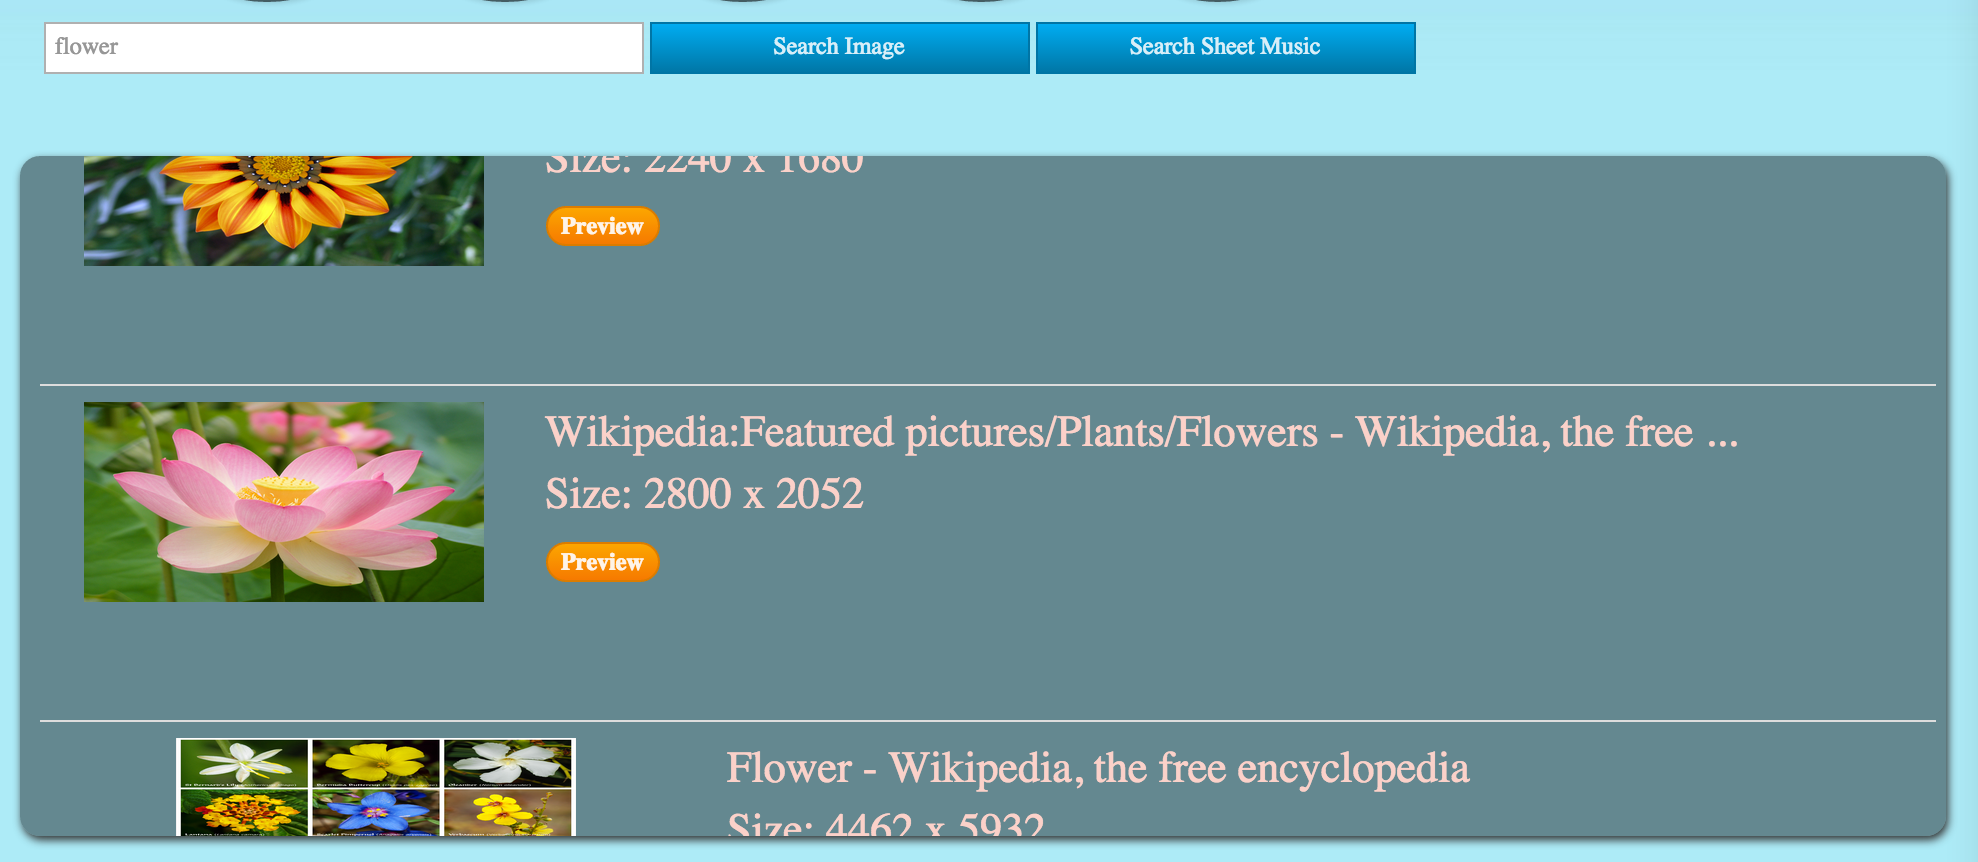 flower
Search Image
Search Sheet Music
Size: 2240 x 1680
Preview
Wikipedia:Featured pictures/Plants/Flowers - Wikipedia, the free ...
Size: 2800 x 2052
Preview
Flower - Wikipedia, the free encyclopedia
Size: 4462 x 5932